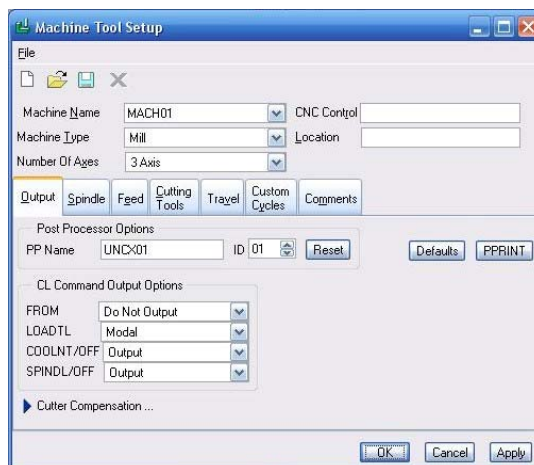 Machine Tool Setup
File
Machine Name MACH01 CNC Control
Machine Type Mill Location
Number Of Axes 3 Axis
Output Spindle Feed Cutting Tools Travel Custom Cycles Comments
Post Processor Options
PP Name UNCX01 ID 01 Reset Defaults PPRINT
CL Command Output Options
FROM Do Not Output
LOADTL Modal
COOLNT/OFF Output
SPINDL/OFF Output
Cutter Compensation ...
OK Cancel Apply